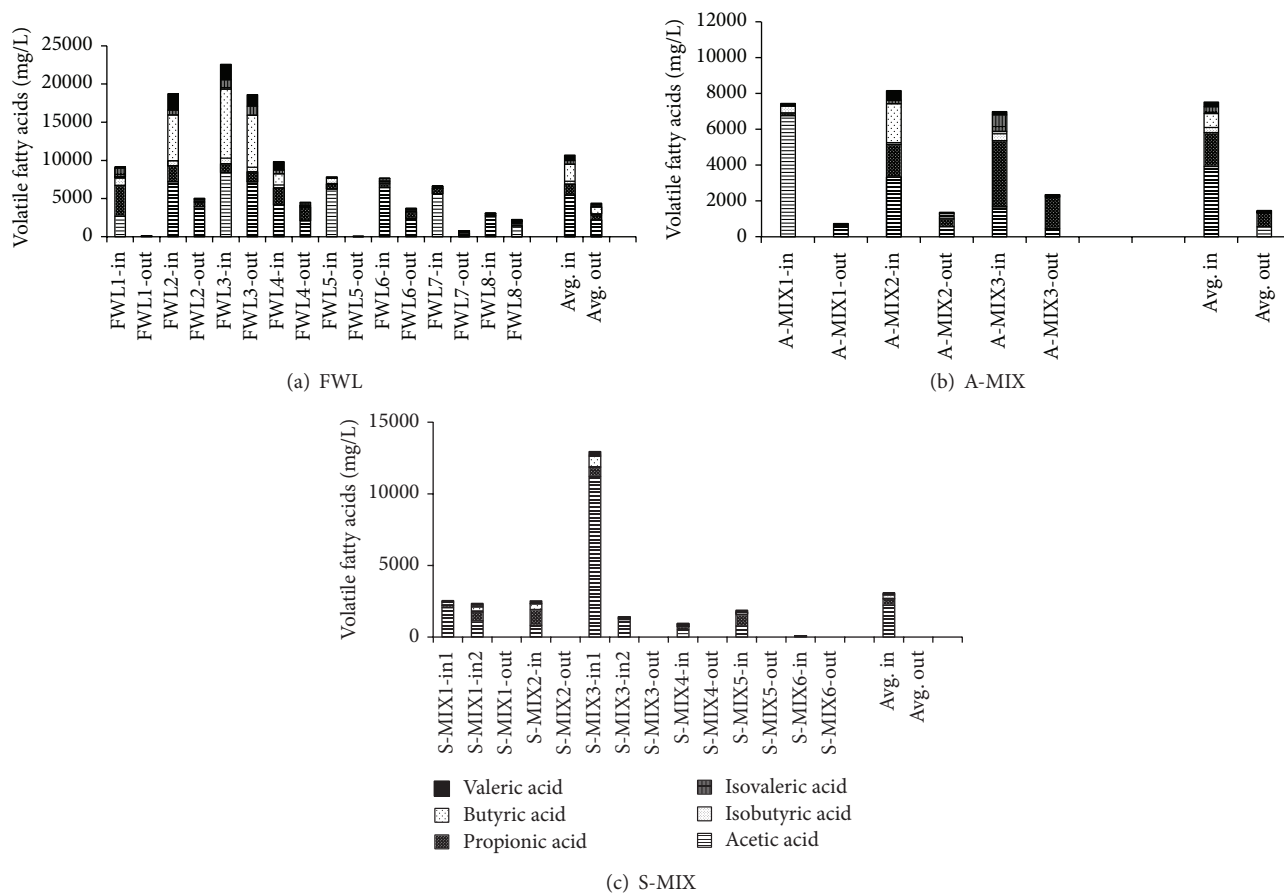 Volatile fatty acids (mg/L)
25000
20000
15000
10000
5000
0
FWL1-in
FWL1-out
FWL2-in
FWL2-out
FWL3-in
FWL3-out
FWL4-in
FWL4-out
FWL5-in
FWL5-out
FWL6-in
FWL6-out
FWL7-in
FWL7-out
FWL8-in
FWL8-out
Avg. in
Avg. out
(a) FWL
Volatile fatty acids (mg/L)
12000
10000
8000
6000
4000
2000
0
A-MIX1-in
A-MIX1-out
A-MIX2-in
A-MIX2-out
A-MIX3-in
A-MIX3-out
Avg. in
Avg. out
(b) A-MIX
Volatile fatty acids (mg/L)
15000
10000
5000
0
S-MIX1-in1
S-MIX1-in2
S-MIX1-out
S-MIX2-in
S-MIX2-out
S-MIX3-in1
S-MIX3-in2
S-MIX3-out
S-MIX4-in
S-MIX4-out
S-MIX5-in
S-MIX5-out
S-MIX6-in
S-MIX6-out
Avg. in
Avg. out
Valeric acid
Butyric acid
Propionic acid
Isovaleric acid
Isobutyric acid
Acetic acid
(c) S-MIX